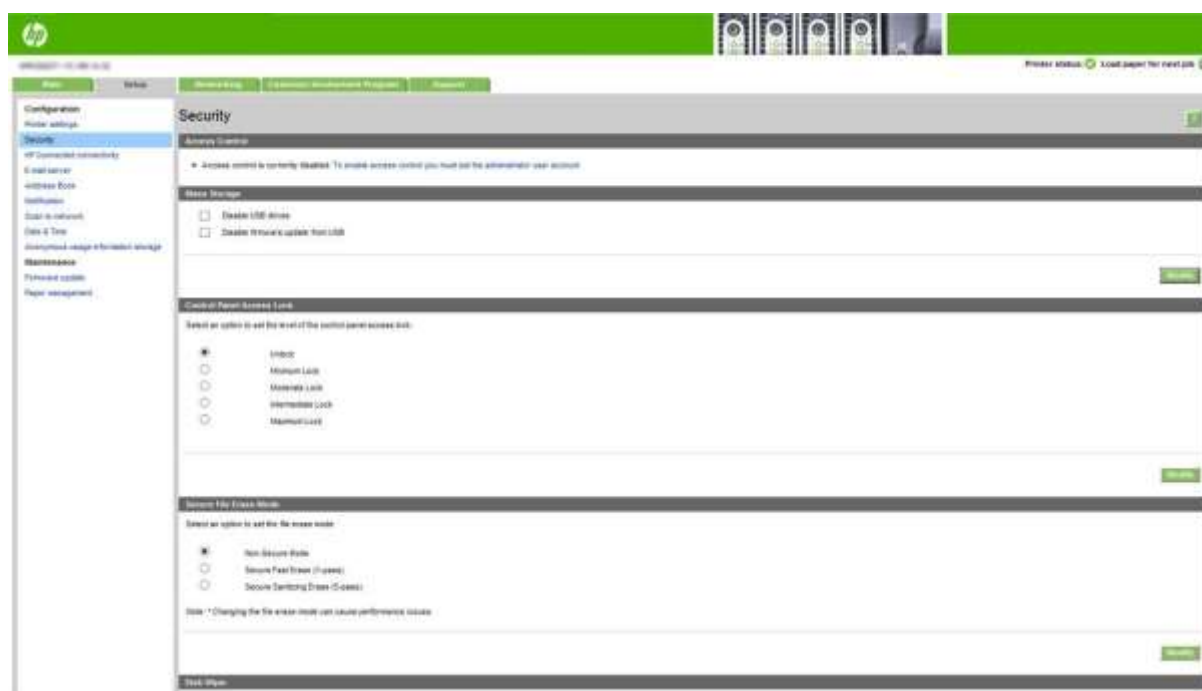 hp
Printer status: Load paper for next job
Main Setup Networking Customer Involvement Program Support
Configuration
Printer settings
Security
HP Connected connectivity
E-mail server
Address Book
Notification
Scan to network
Date & Time
Anonymous usage information storage
Maintenance
Firmware update
Paper management
Security
Access Control
Access control is currently disabled. To enable access control you must set the administrator user account
Mass Storage
Disable USB drives
Disable firmware update from USB
Control Panel Access Lock
Select an option to set the level of the control panel access lock:
Unlock
Minimum Lock
Moderate Lock
Intermediate Lock
Maximum Lock
Secure File Erase Mode
Select an option to set the file erase mode
Non Secure Mode
Secure Fast Erase (1-pass)
Secure Sanitizing Erase (5-pass)
Note: * Changing the file erase mode can cause performance issues
Disk Wipe